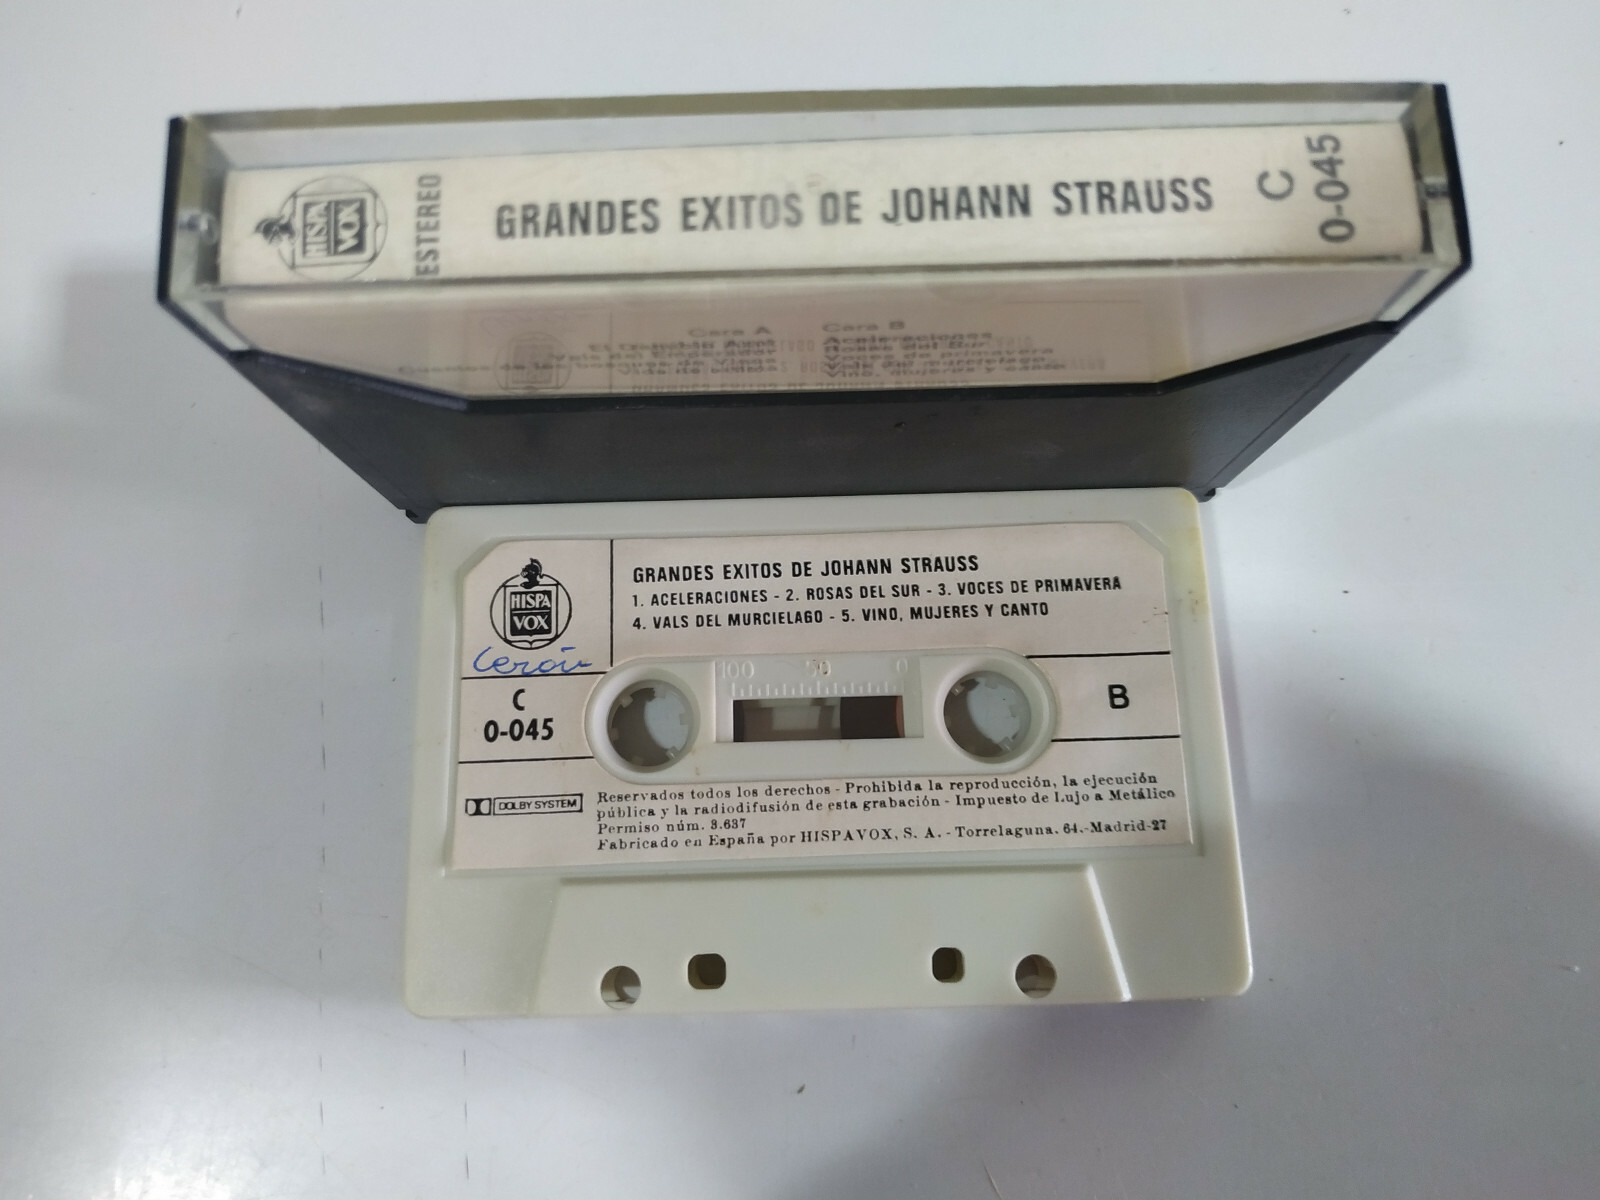 HISPA
VOX
ESTEREO
GRANDES EXITOS DE JOHANN STRAUSS
C
0-045
Cara A
Cara B
Aceleraciones
HISPA
VOX
GRANDES EXITOS DE JOHANN STRAUSS
1. ACELERACIONES - 2. ROSAS DEL SUR - 3. VOCES DE PRIMAVERA
4. VALS DEL MURCIELAGO - 5. VINO, MUJERES Y CANTO
100 50 0
C
0-045
B
DOLBY SYSTEM
Reservados todos los derechos - Prohibida la reproducción, la ejecución
pública y la radiodifusión de esta grabación - Impuesto de Lujo a Metálico
Permiso núm. 3.637
Fabricado en España por HISPAVOX, S. A. - Torrelaguna. 64.-Madrid-27